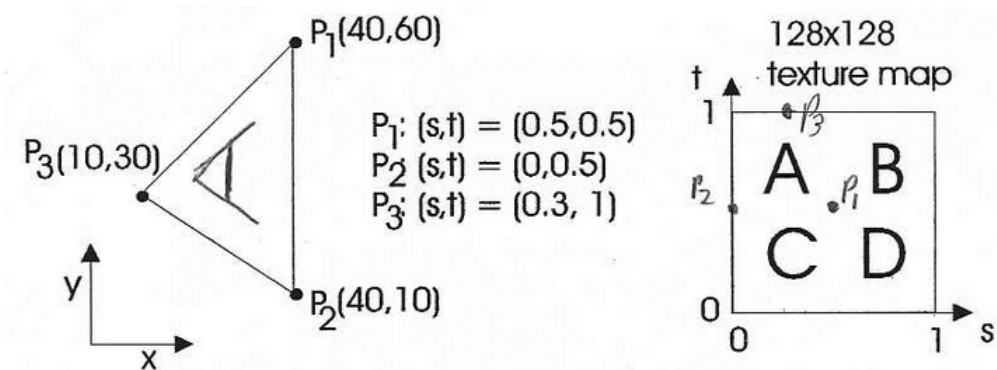 P1(40,60)
P3(10,30)
P2(40,10)
y
x
P1: (s,t) = (0.5,0.5)
P2: (s,t) = (0,0.5)
P3: (s,t) = (0.3, 1)
128x128
texture map
t
1
P3
A B
P2
P1
C D
0
0 1 s